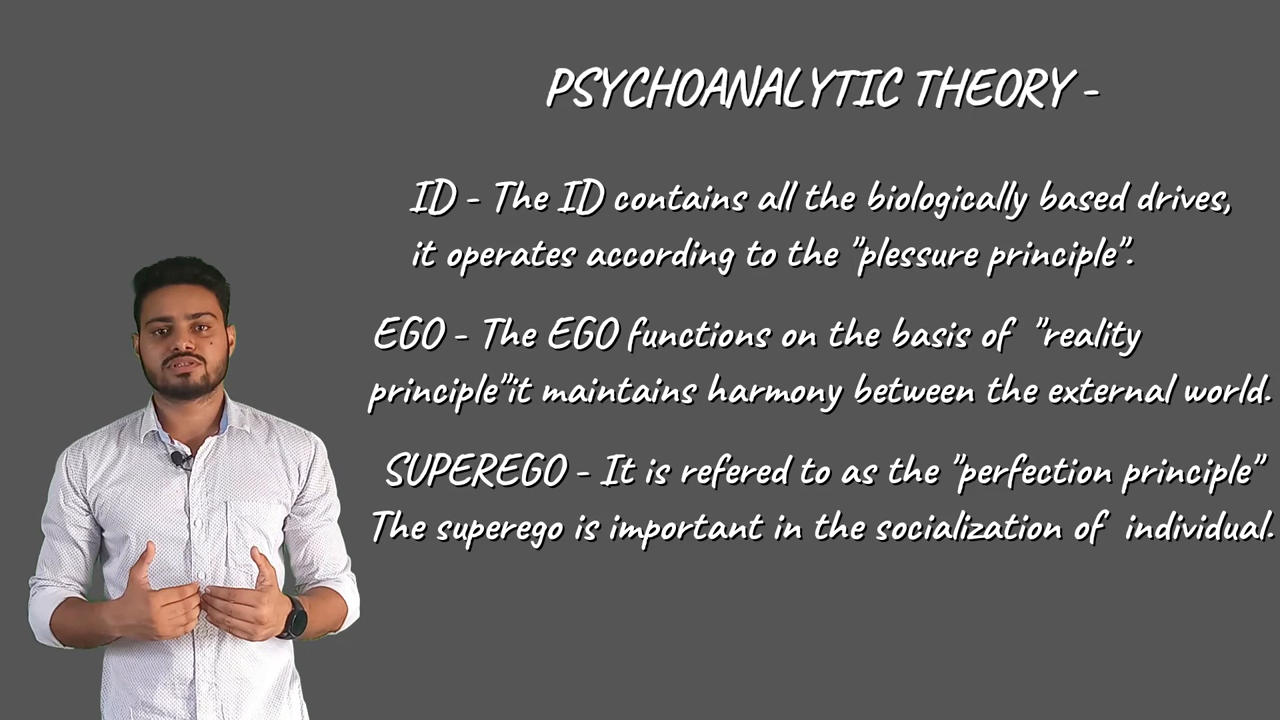 PSYCHOANALYTIC THEORY -
ID - The ID contains all the biologically based drives,
it operates according to the "plessure principle".
EGO - The EGO functions on the basis of "reality
principle"it maintains harmony between the external world.
SUPEREGO - It is refered to as the "perfection principle"
The superego is important in the socialization of individual.